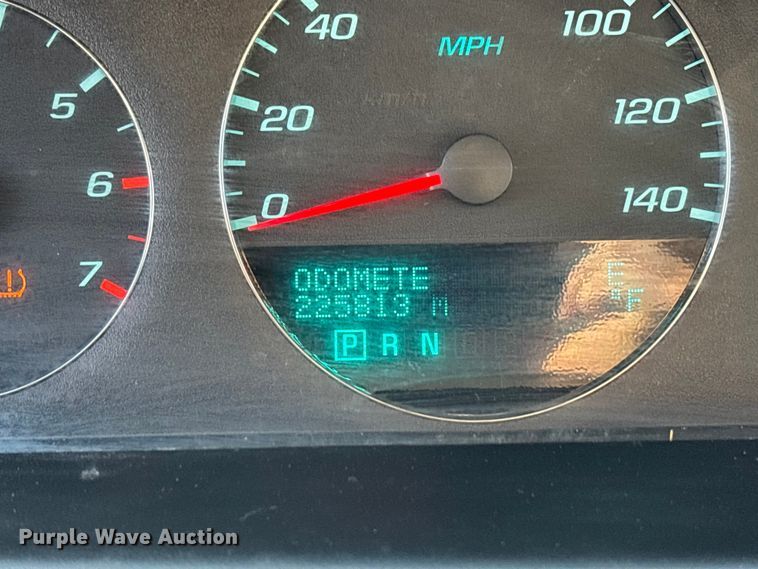 40
MPH
100
5
20
120
6
0
140
7
ODOMETE
E
225813 M
°F
P R N
Purple Wave Auction